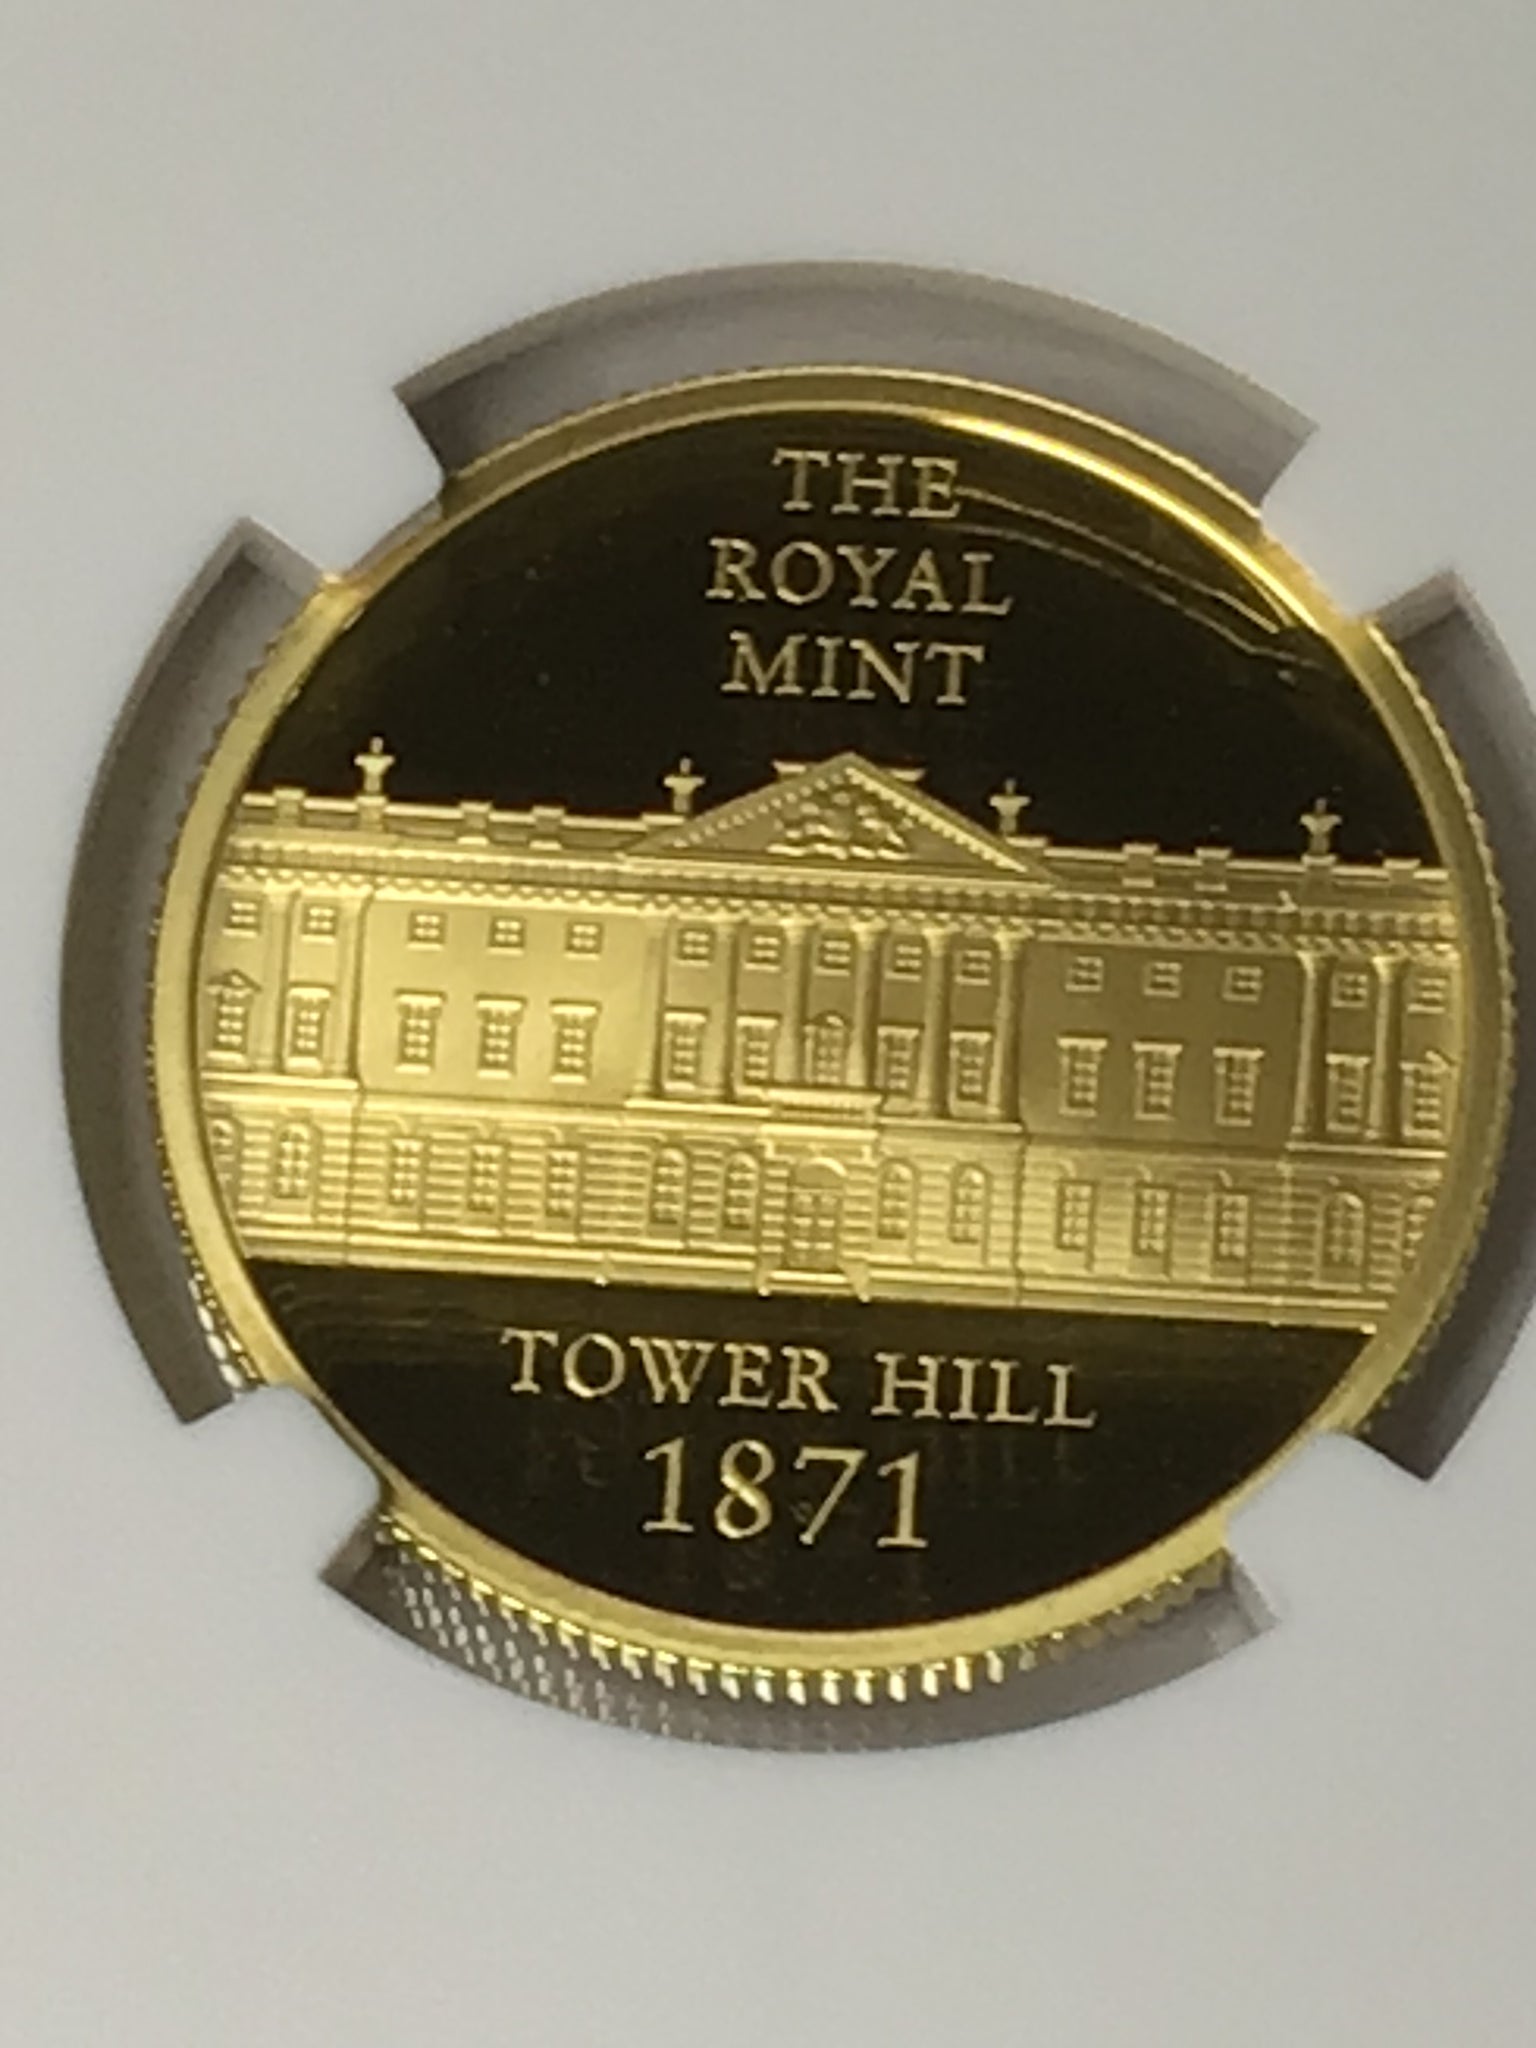 THE
ROYAL
MINT
TOWER HILL
1871